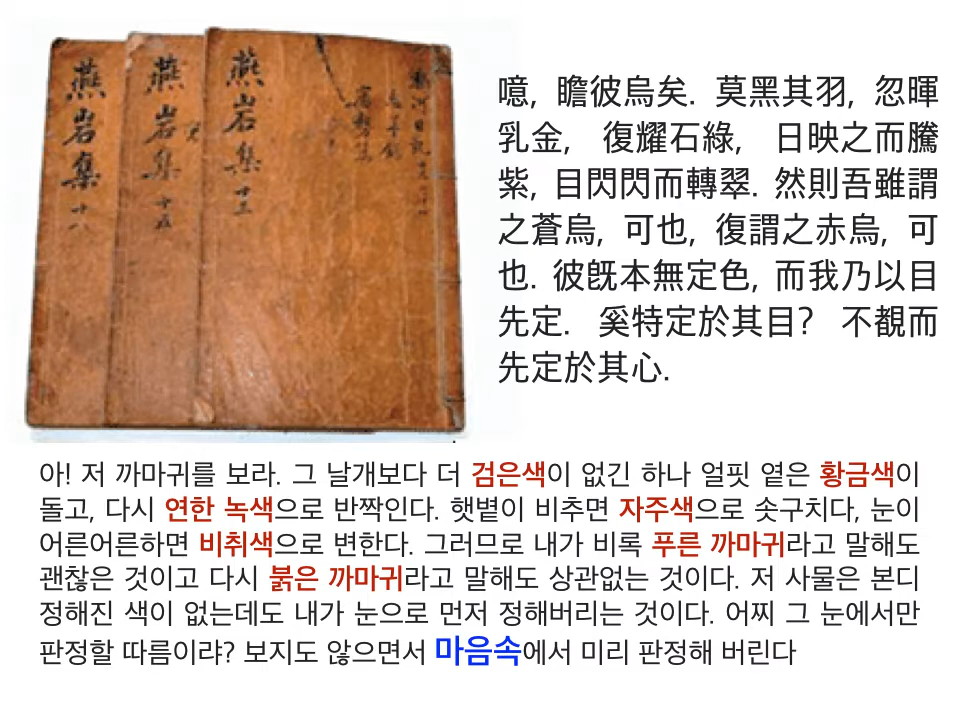 燕岩集 十八
燕岩集 十五
燕岩集 十三
噫, 瞻彼烏矣. 莫黑其羽, 忽暉
乳金, 復耀石綠, 日映之而騰
紫, 目閃閃而轉翠. 然則吾雖謂
之蒼烏, 可也, 復謂之赤烏, 可
也. 彼旣本無定色, 而我乃以目
先定. 奚特定於其目? 不覩而
先定於其心.
아! 저 까마귀를 보라. 그 날개보다 더 검은색이 없긴 하나 얼핏 옅은 황금색이
돌고, 다시 연한 녹색으로 반짝인다. 햇볕이 비추면 자주색으로 솟구치다, 눈이
어른어른하면 비취색으로 변한다. 그러므로 내가 비록 푸른 까마귀라고 말해도
괜찮은 것이고 다시 붉은 까마귀라고 말해도 상관없는 것이다. 저 사물은 본디
정해진 색이 없는데도 내가 눈으로 먼저 정해버리는 것이다. 어찌 그 눈에서만
판정할 따름이랴? 보지도 않으면서 마음속에서 미리 판정해 버린다